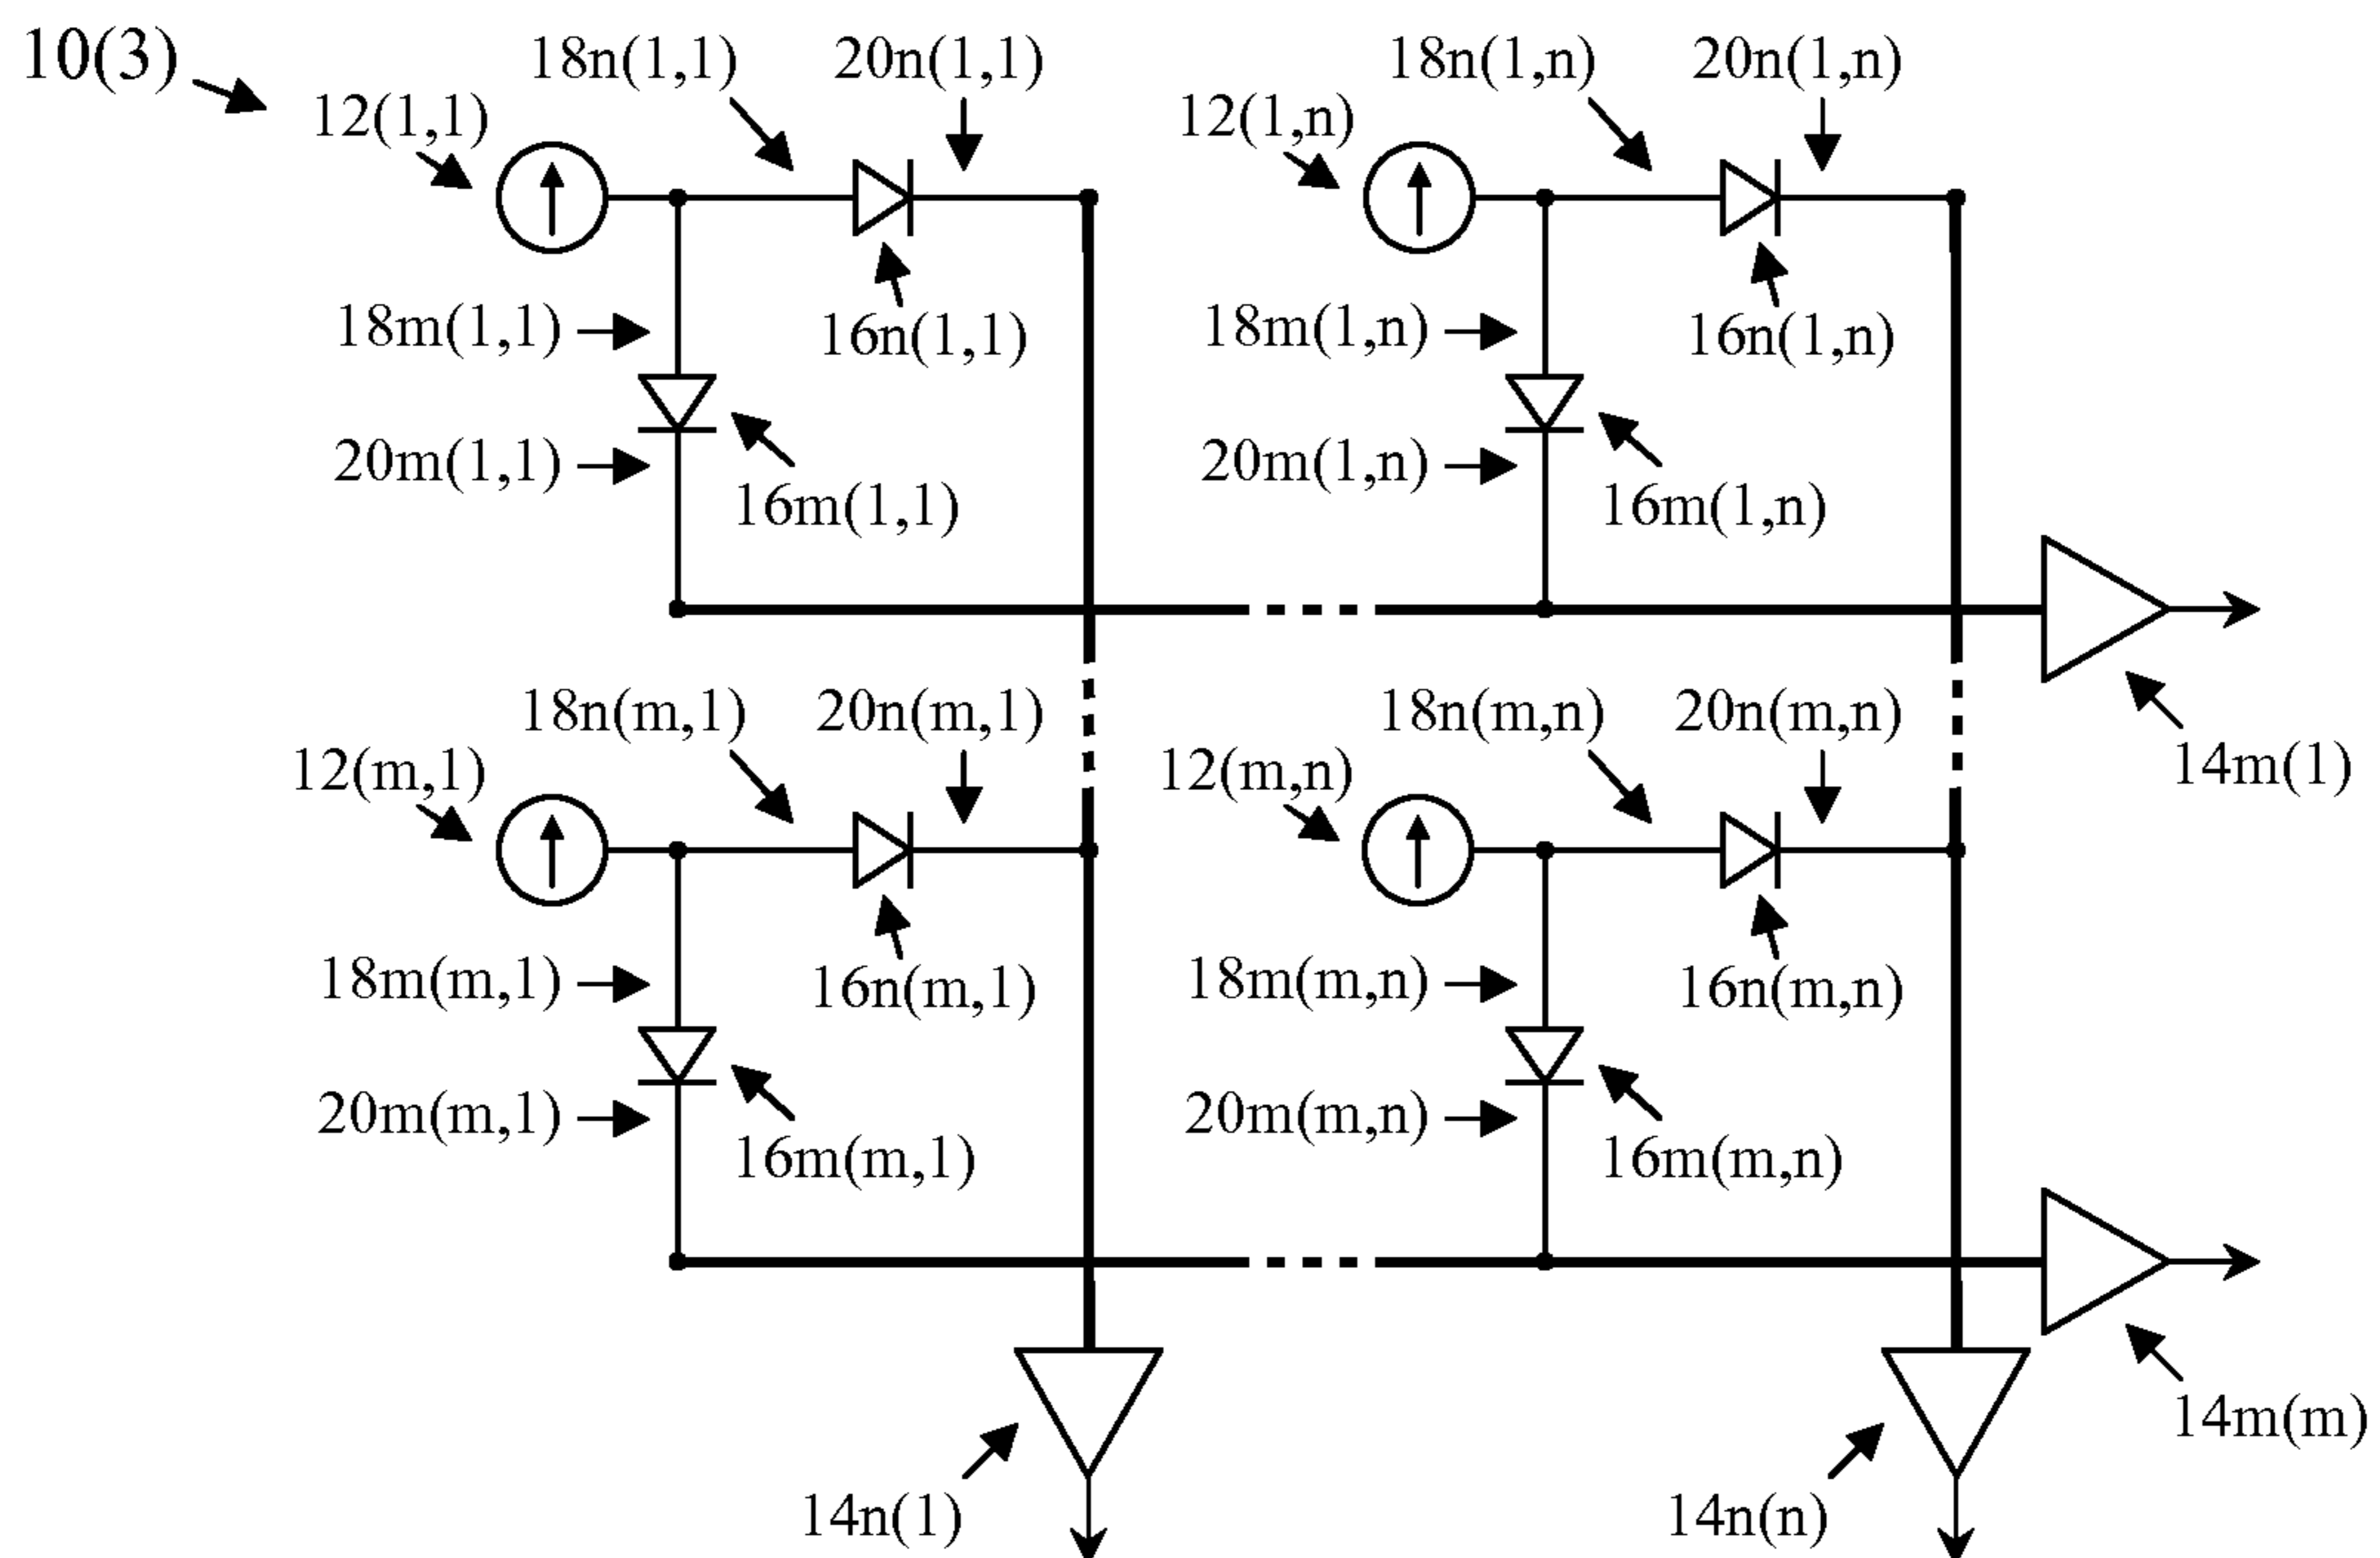 10(3)
18n(1,1)
20n(1,1)
18n(1,n)
20n(1,n)
12(1,1)
12(1,n)
18m(1,1)
16n(1,1)
18m(1,n)
16n(1,n)
20m(1,1)
16m(1,1)
20m(1,n)
16m(1,n)
18n(m,1)
20n(m,1)
18n(m,n)
20n(m,n)
12(m,1)
12(m,n)
14m(1)
18m(m,1)
16n(m,1)
18m(m,n)
16n(m,n)
20m(m,1)
16m(m,1)
20m(m,n)
16m(m,n)
14m(m)
14n(1)
14n(n)